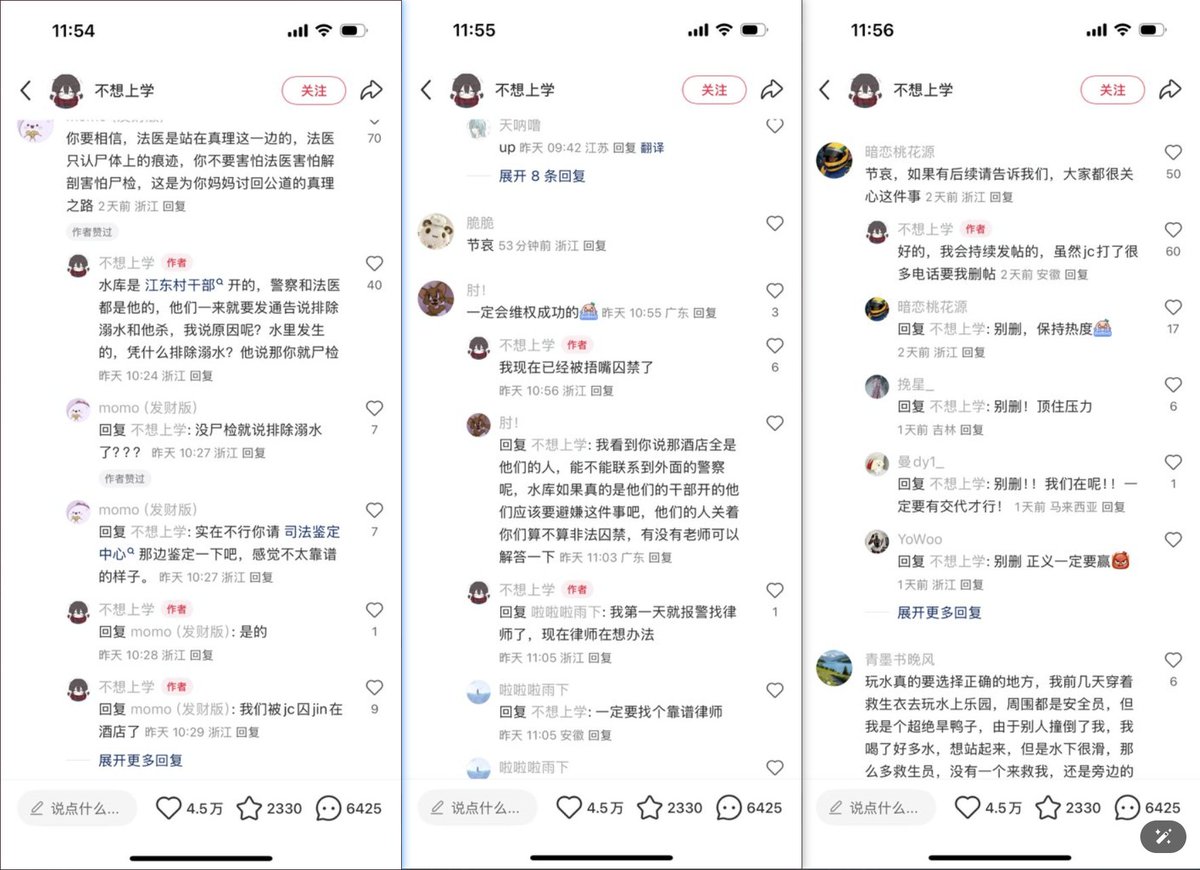 11:54
不想上学
关注
70
你要相信，法医是站在真理这一边的，法医
只认尸体上的痕迹，你不要害怕法医害怕解
剖害怕尸检，这是为你妈妈讨回公道的真理
之路 2天前 浙江 回复
作者赞过
不想上学 作者
40
水库是 江东村干部 开的，警察和法医
都是他的，他们一来就要发通告说排除
溺水和他杀，我说原因呢？水里发生
的，凭什么排除溺水？他说那你就尸检
昨天 10:24 浙江 回复
momo (发财版)
7
回复 不想上学: 没尸检就说排除溺水
了??? 昨天 10:27 浙江 回复
作者赞过
momo (发财版)
7
回复 不想上学: 实在不行你请 司法鉴定
中心 那边鉴定一下吧，感觉不太靠谱
的样子。 昨天 10:27 浙江 回复
不想上学 作者
1
回复 momo (发财版): 是的
昨天 10:28 浙江 回复
不想上学 作者
9
回复 momo (发财版): 我们被jc囚jin在
酒店了 昨天 10:29 浙江 回复
展开更多回复
说点什么... 4.5万 2330 6425
11:55
不想上学
关注
天呐噜
up 昨天 09:42 江苏 回复 翻译
展开 8 条回复
脆脆
节哀 53 分钟前 浙江 回复
肘！
一定会维权成功的 昨天 10:55 广东 回复
3
不想上学 作者
6
我现在已经被捂嘴囚禁了
昨天 10:56 浙江 回复
肘！
回复 不想上学: 我看到你说那酒店全是
他们的人，能不能联系到外面的警察
呢，水库如果真的是他们的干部开的他
们应该要避嫌这件事吧，他们的人关着
你们算不算非法囚禁，有没有老师可以
解答一下 昨天 11:03 广东 回复
不想上学 作者
1
回复 啦啦啦雨下: 我第一天就报警找律
师了，现在律师在想办法
昨天 11:05 浙江 回复
啦啦啦雨下
回复 不想上学: 一定要找个靠谱律师
昨天 11:05 安徽 回复
啦啦啦雨下
说点什么... 4.5万 2330 6425
11:56
不想上学
关注
暗恋桃花源
50
节哀，如果有后续请告诉我们，大家都很关
心这件事 2天前 浙江 回复
不想上学 作者
60
好的，我会持续发帖的，虽然jc打了很
多电话要我删帖 2天前 安徽 回复
暗恋桃花源
17
回复 不想上学: 别删，保持热度
2天前 浙江 回复
挽星_
6
回复 不想上学: 别删！顶住压力
1天前 吉林 回复
曼dy1_
1
回复 不想上学: 别删！！我们在呢！！一
定要有交代才行！ 1天前 马来西亚 回复
YoWoo
回复 不想上学: 别删 正义一定要赢
1天前 浙江 回复
展开更多回复
青墨书晚风
6
玩水真的要选择正确的地方，我前几天穿着
救生衣去玩水上乐园，周围都是安全员，但
我是个超绝旱鸭子，由于别人撞倒了我，我
喝了好多水，想站起来，但是水下很滑，那
么多救生员，没有一个来救我，还是旁边的
说点什么... 4.5万 2330 6425